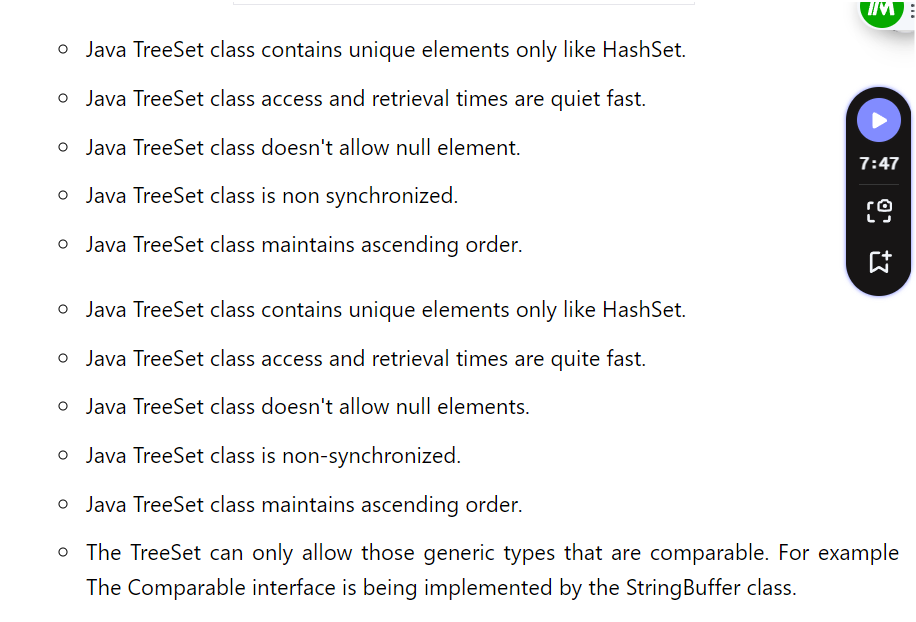 Java TreeSet class contains unique elements only like HashSet.
Java TreeSet class access and retrieval times are quiet fast.
Java TreeSet class doesn't allow null element.
Java TreeSet class is non synchronized.
Java TreeSet class maintains ascending order.
Java TreeSet class contains unique elements only like HashSet.
Java TreeSet class access and retrieval times are quite fast.
Java TreeSet class doesn't allow null elements.
Java TreeSet class is non-synchronized.
Java TreeSet class maintains ascending order.
The TreeSet can only allow those generic types that are comparable. For example
The Comparable interface is being implemented by the StringBuffer class.
7:47